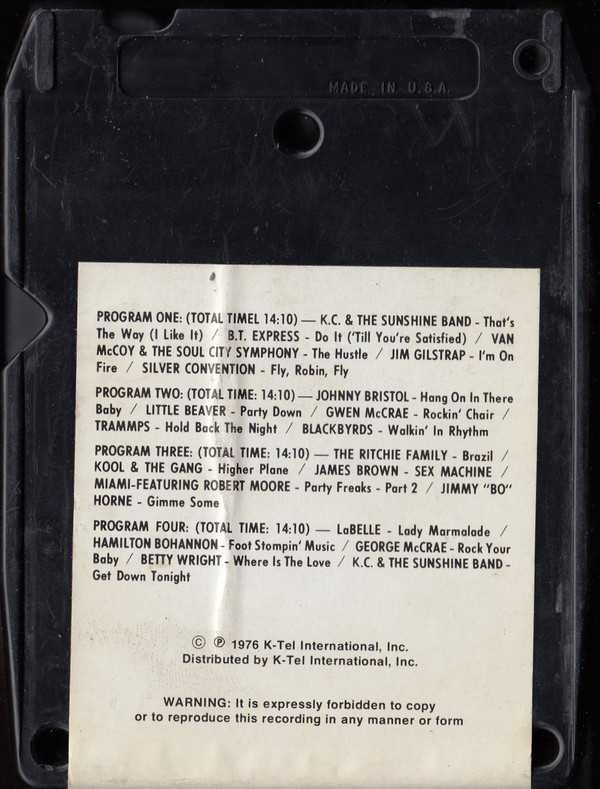 MADE IN U.S.A.
PROGRAM ONE: (TOTAL TIMEL 14:10) — K.C. & THE SUNSHINE BAND - That's
The Way (I Like It) / B.T. EXPRESS - Do It ('Till You're Satisfied) / VAN
McCOY & THE SOUL CITY SYMPHONY - The Hustle / JIM GILSTRAP - I'm On
Fire / SILVER CONVENTION - Fly, Robin, Fly
PROGRAM TWO: (TOTAL TIME: 14:10) — JOHNNY BRISTOL - Hang On In There
Baby / LITTLE BEAVER - Party Down / GWEN McCRAE - Rockin' Chair /
TRAMMPS - Hold Back The Night / BLACKBYRDS - Walkin' In Rhythm
PROGRAM THREE: (TOTAL TIME: 14:10) — THE RITCHIE FAMILY - Brazil /
KOOL & THE GANG - Higher Plane / JAMES BROWN - SEX MACHINE /
MIAMI-FEATURING ROBERT MOORE - Party Freaks - Part 2 / JIMMY "BO"
HORNE - Gimme Some
PROGRAM FOUR: (TOTAL TIME: 14:10) — LaBELLE - Lady Marmalade /
HAMILTON BOHANNON - Foot Stompin' Music / GEORGE McCRAE - Rock Your
Baby / BETTY WRIGHT - Where Is The Love / K.C. & THE SUNSHINE BAND -
Get Down Tonight
© ℗ 1976 K-Tel International, Inc.
Distributed by K-Tel International, Inc.
WARNING: It is expressly forbidden to copy
or to reproduce this recording in any manner or form